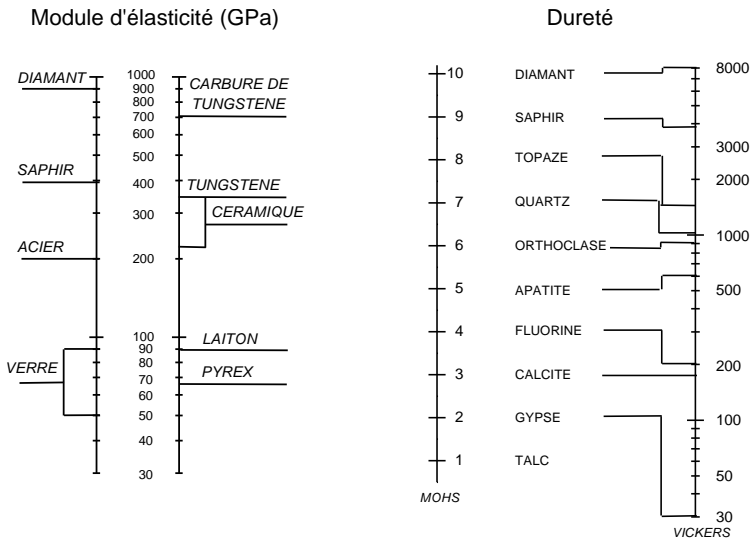 Module d'élasticité (GPa)
DIAMANT
SAPHIR
ACIER
VERRE
1000
900
800
700
600
500
400
300
200
100
90
80
70
60
50
40
30
CARBURE DE
TUNGSTENE
TUNGSTENE
CERAMIQUE
LAITON
PYREX
Dureté
10
9
8
7
6
5
4
3
2
1
MOHS
DIAMANT
SAPHIR
TOPAZE
QUARTZ
ORTHOCLASE
APATITE
FLUORINE
CALCITE
GYPSE
TALC
8000
3000
2000
1000
500
200
100
50
30
VICKERS